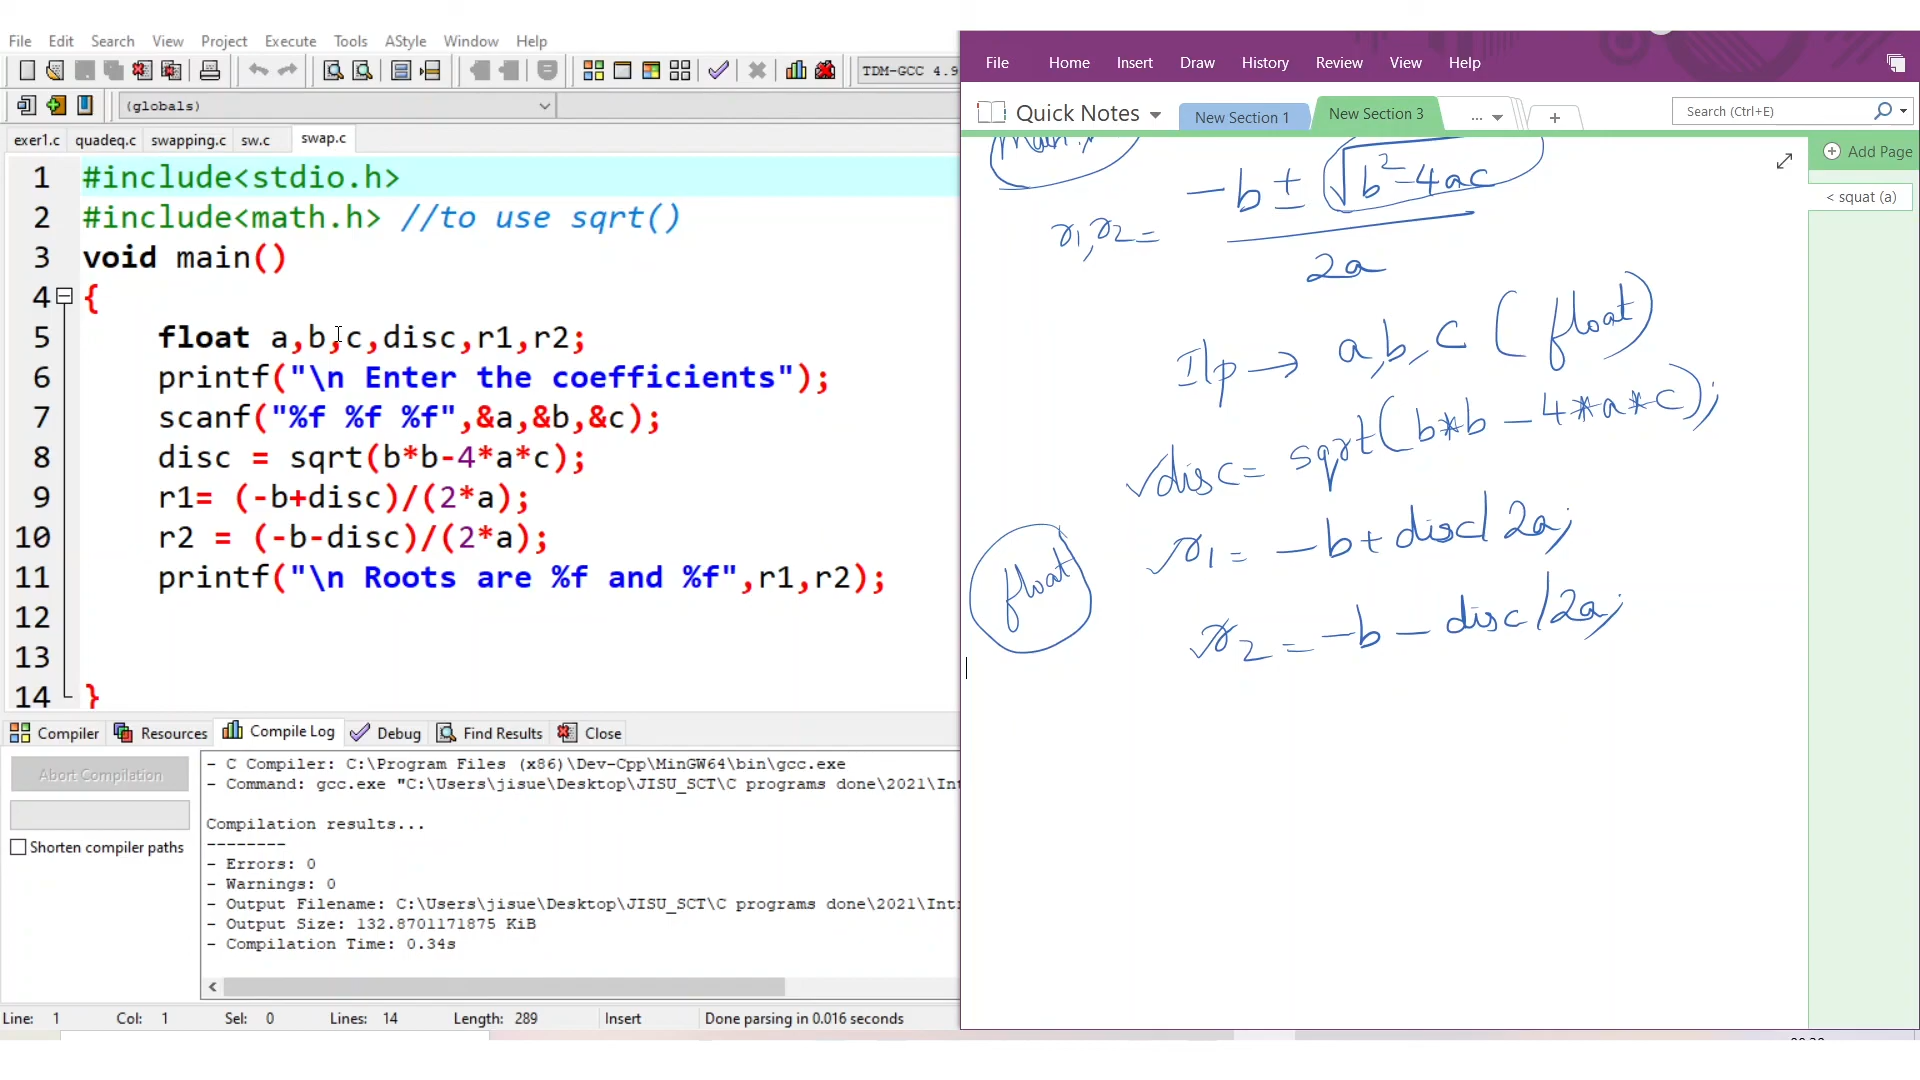 File Edit Search View Project Execute Tools AStyle Window Help
TDM-GCC 4.9
(globals)
exer1.c quadeq.c swapping.c sw.c swap.c
1 #include<stdio.h>
2 #include<math.h> //to use sqrt()
3 void main()
4 {
5 float a,b,c,disc,r1,r2;
6 printf("\n Enter the coefficients");
7 scanf("%f %f %f",&a,&b,&c);
8 disc = sqrt(b*b-4*a*c);
9 r1= (-b+disc)/(2*a);
10 r2 = (-b-disc)/(2*a);
11 printf("\n Roots are %f and %f",r1,r2);
12
13
14 }
Compiler Resources Compile Log Debug Find Results Close
Abort Compilation
Shorten compiler paths
- C Compiler: C:\Program Files (x86)\Dev-Cpp\MinGW64\bin\gcc.exe
- Command: gcc.exe "C:\Users\jisue\Desktop\JISU_SCT\C programs done\2021\Int
Compilation results...
--------
- Errors: 0
- Warnings: 0
- Output Filename: C:\Users\jisue\Desktop\JISU_SCT\C programs done\2021\Int
- Output Size: 132.8701171875 KiB
- Compilation Time: 0.34s
Line: 1 Col: 1 Sel: 0 Lines: 14 Length: 289 Insert Done parsing in 0.016 seconds
File Home Insert Draw History Review View Help
Quick Notes New Section 1 New Section 3 ... + Search (Ctrl+E)
+ Add Page
< squat (a)
r1,r2= -b ± √b²-4ac
2a
I/p → a,b,c (float)
✓disc= sqrt(b*b - 4*a*c);
✓r1 = -b+disc/2a;
float
✓r2 = -b - disc/2a;